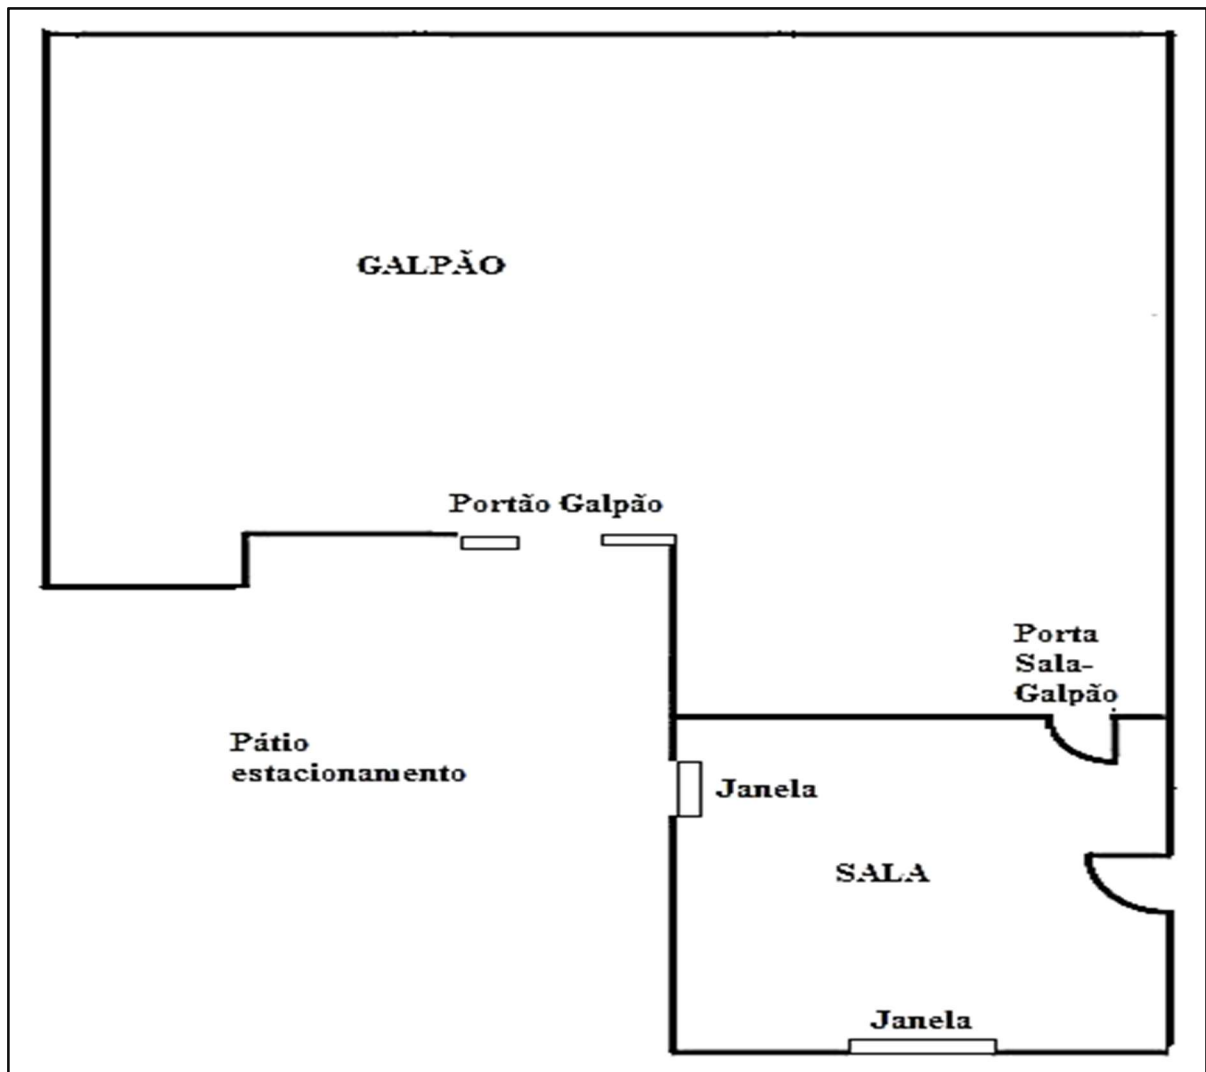 GALPÃO
Portão Galpão
Porta
Sala-
Galpão
Pátio
estacionamento
Janela
SALA
Janela